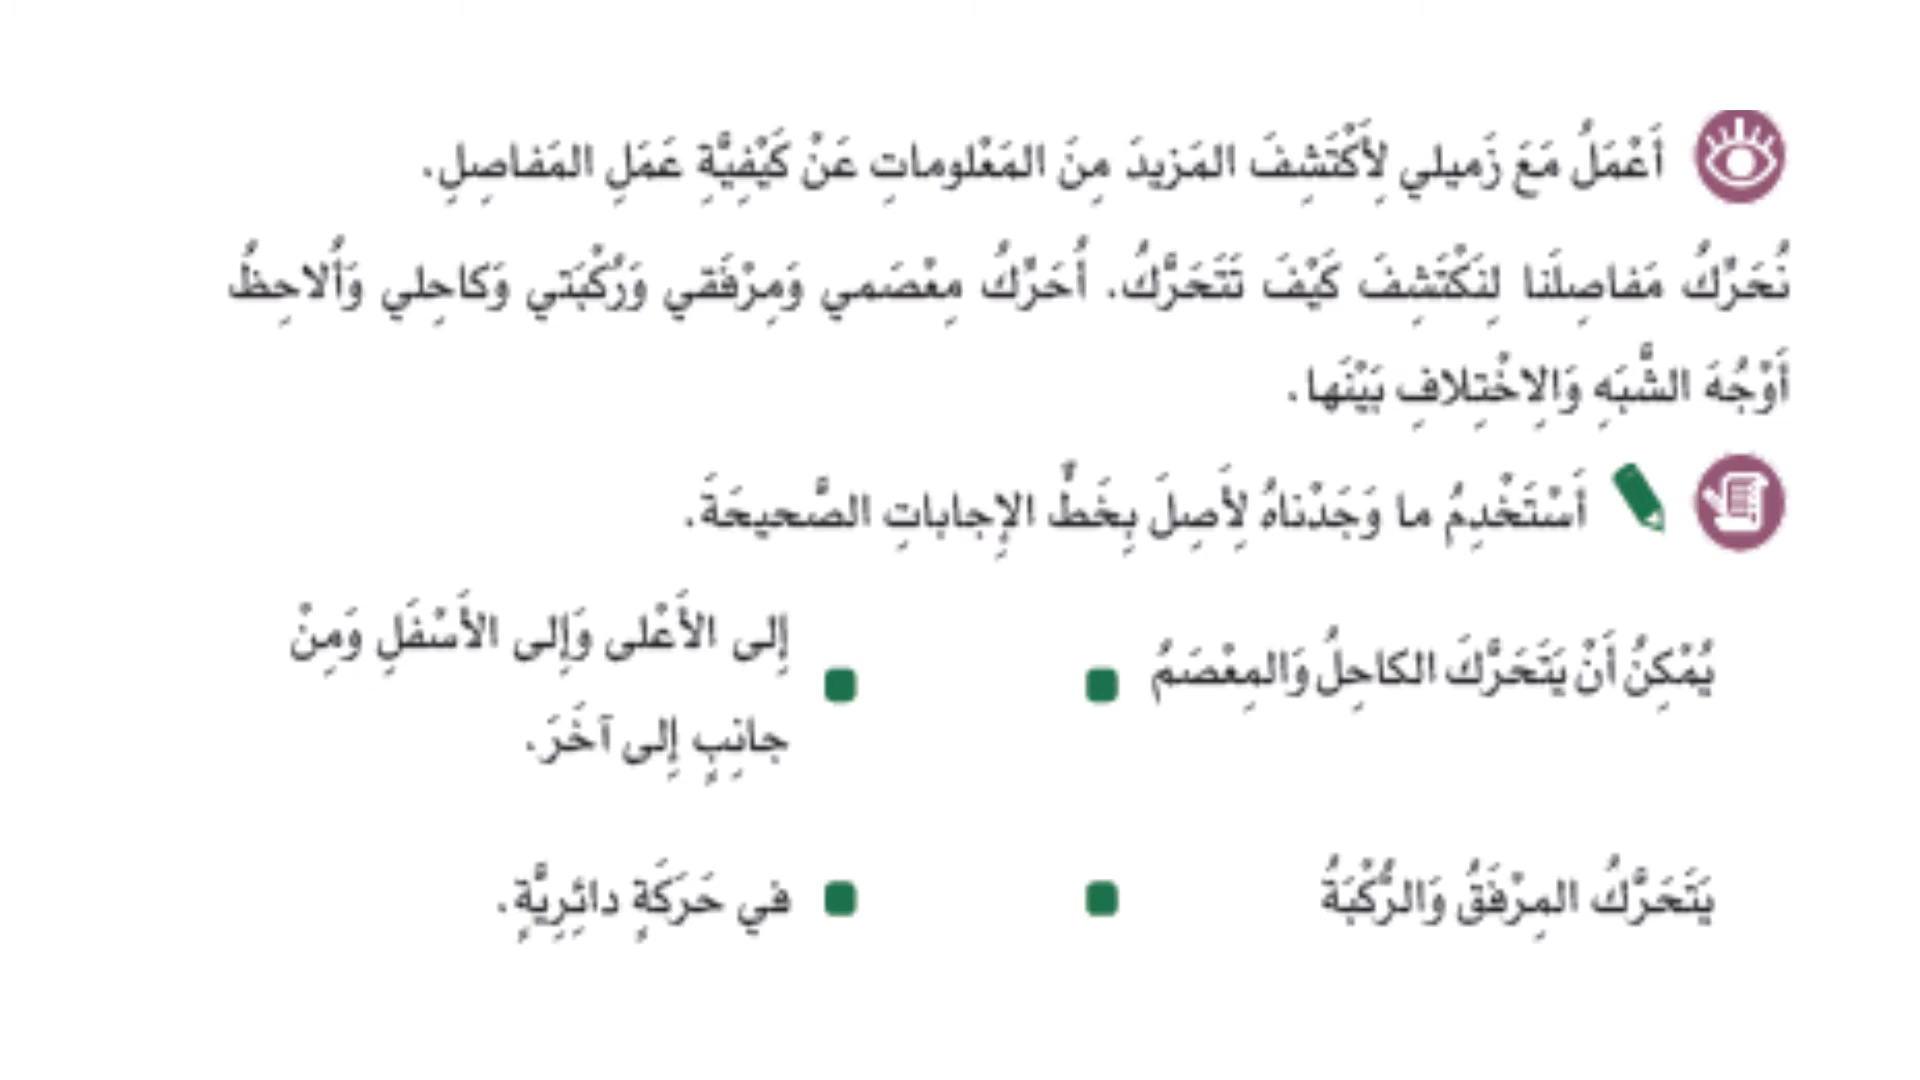 أَعْمَلُ مَعَ زَميلي لِأَكْتَشِفَ المَزيدَ مِنَ المَعْلوماتِ عَنْ كَيْفِيَّةِ عَمَلِ المَفاصِلِ.
نُحَرِّكُ مَفاصِلَنا لِنَكْتَشِفَ كَيْفَ تَتَحَرَّكُ. أُحَرِّكُ مِعْصَمي وَمِرْفَقي وَرُكْبَتي وَكاحِلي وَأُلاحِظُ
أَوْجُهَ الشَّبَهِ وَالِاخْتِلافِ بَيْنَها.
أَسْتَخْدِمُ ما وَجَدْناهُ لِأَصِلَ بِخَطٍّ الإِجاباتِ الصَّحيحَةَ.
يُمْكِنُ أَنْ يَتَحَرَّكَ الكاحِلُ وَالمِعْصَمُ
إِلى الأَعْلى وَإِلى الأَسْفَلِ وَمِنْ
جانِبٍ إِلى آخَرَ.
يَتَحَرَّكُ المِرْفَقُ وَالرُّكْبَةُ
في حَرَكَةٍ دائِرِيَّةٍ.